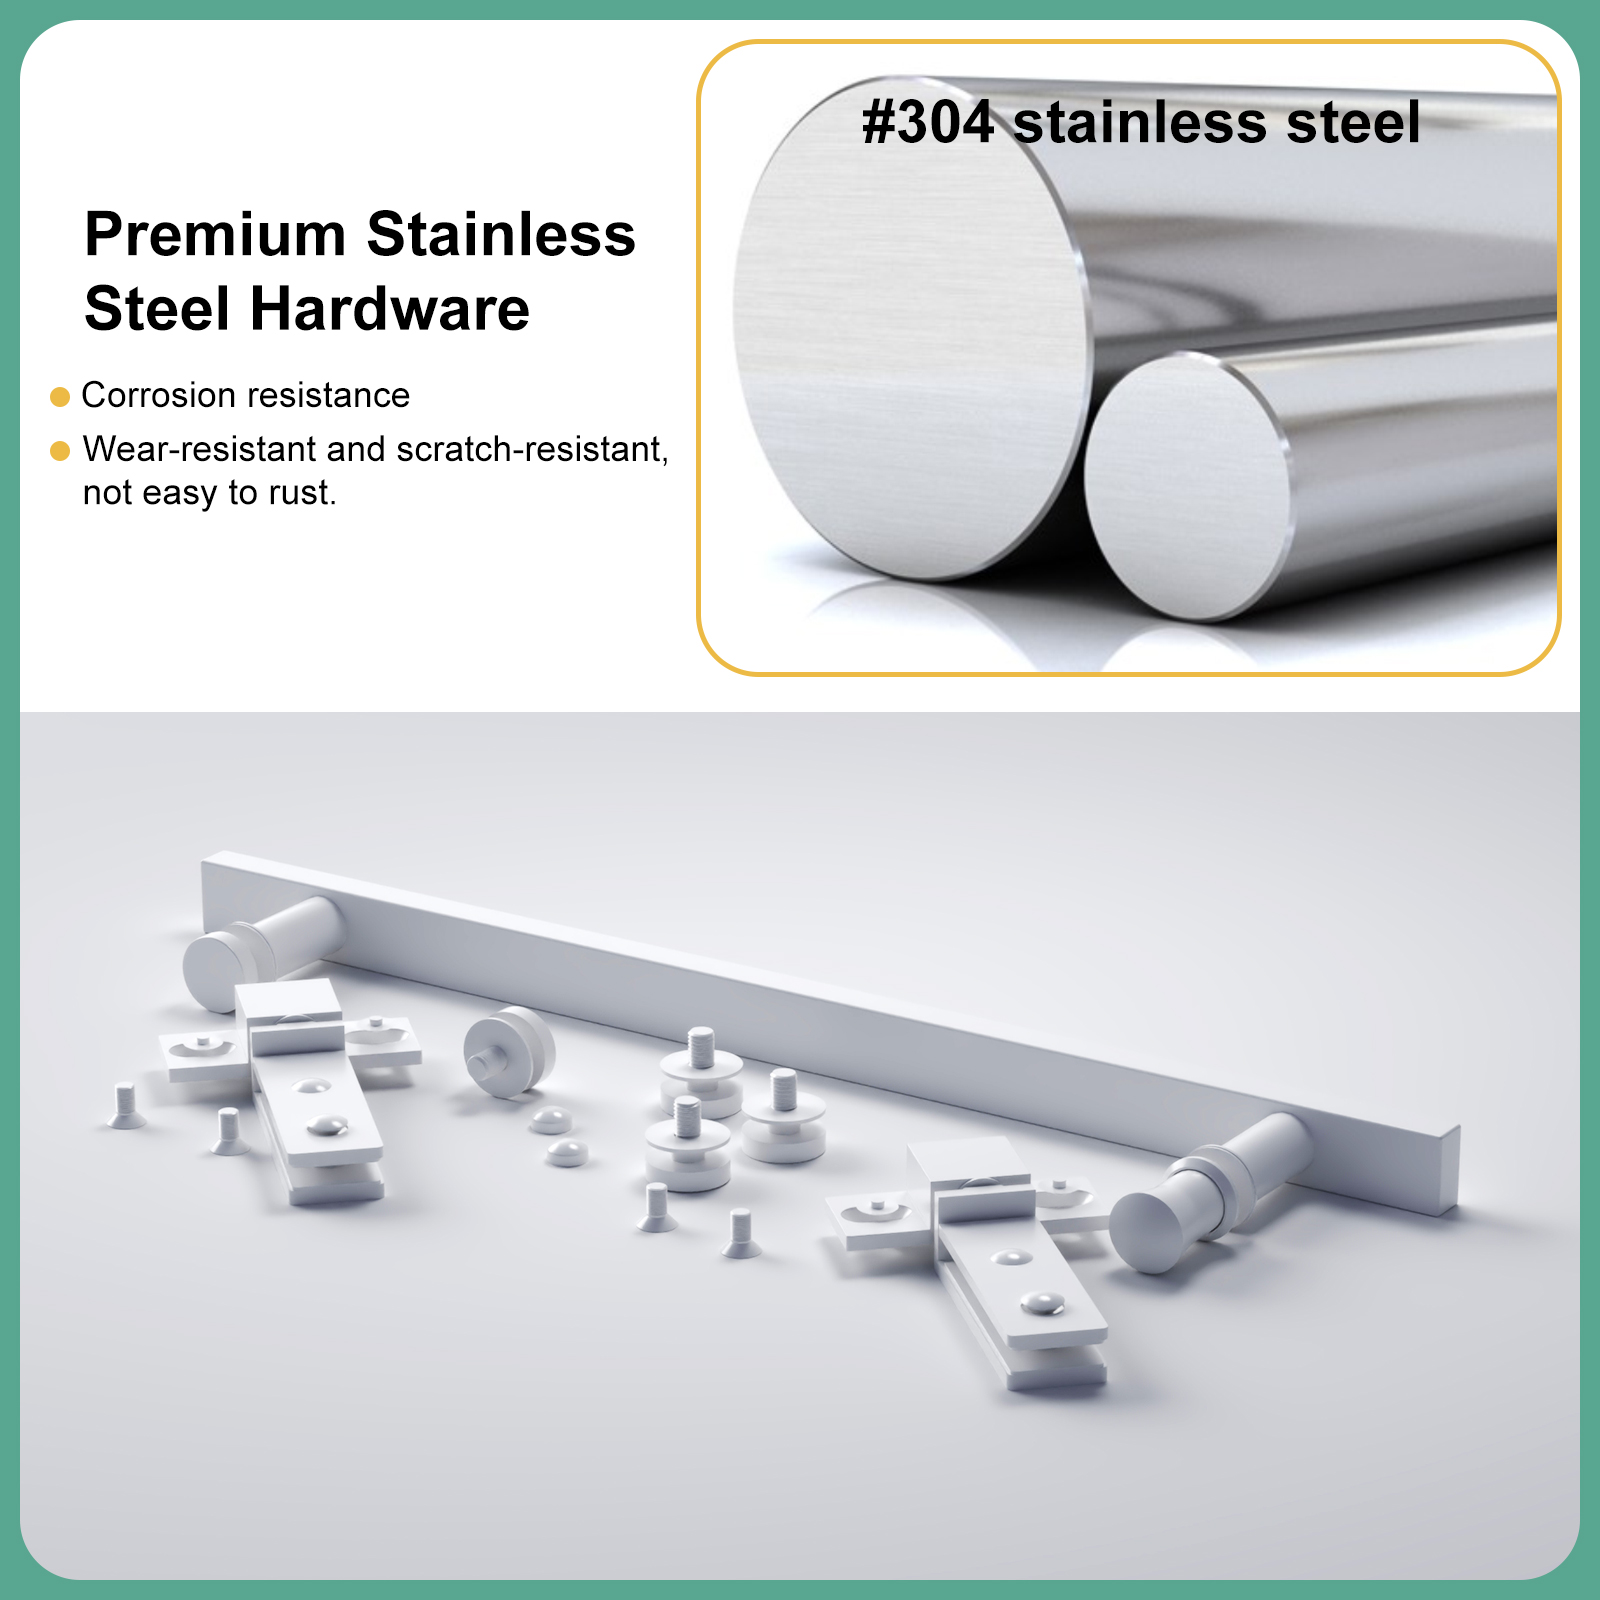 #304 stainless steel
Premium Stainless
Steel Hardware
Corrosion resistance
Wear-resistant and scratch-resistant,
not easy to rust.